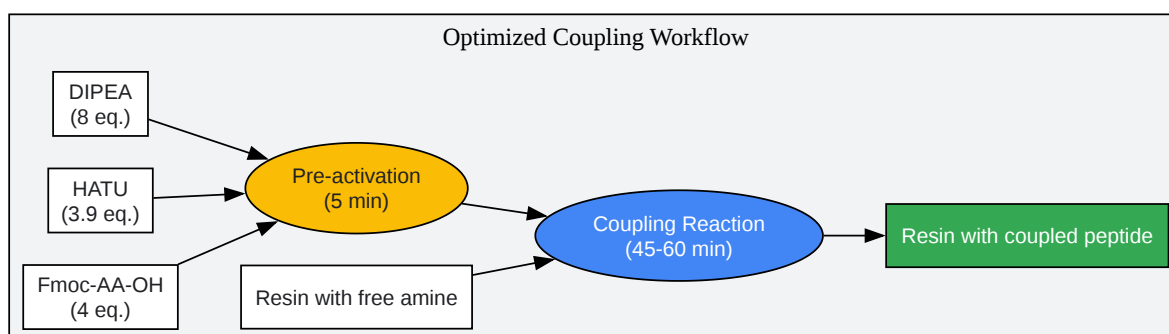 Optimized Coupling Workflow
DIPEA
(8 eq.)
HATU
(3.9 eq.)
Fmoc-AA-OH
(4 eq.)
Pre-activation
(5 min)
Resin with free amine
Coupling Reaction
(45-60 min)
Resin with coupled peptide